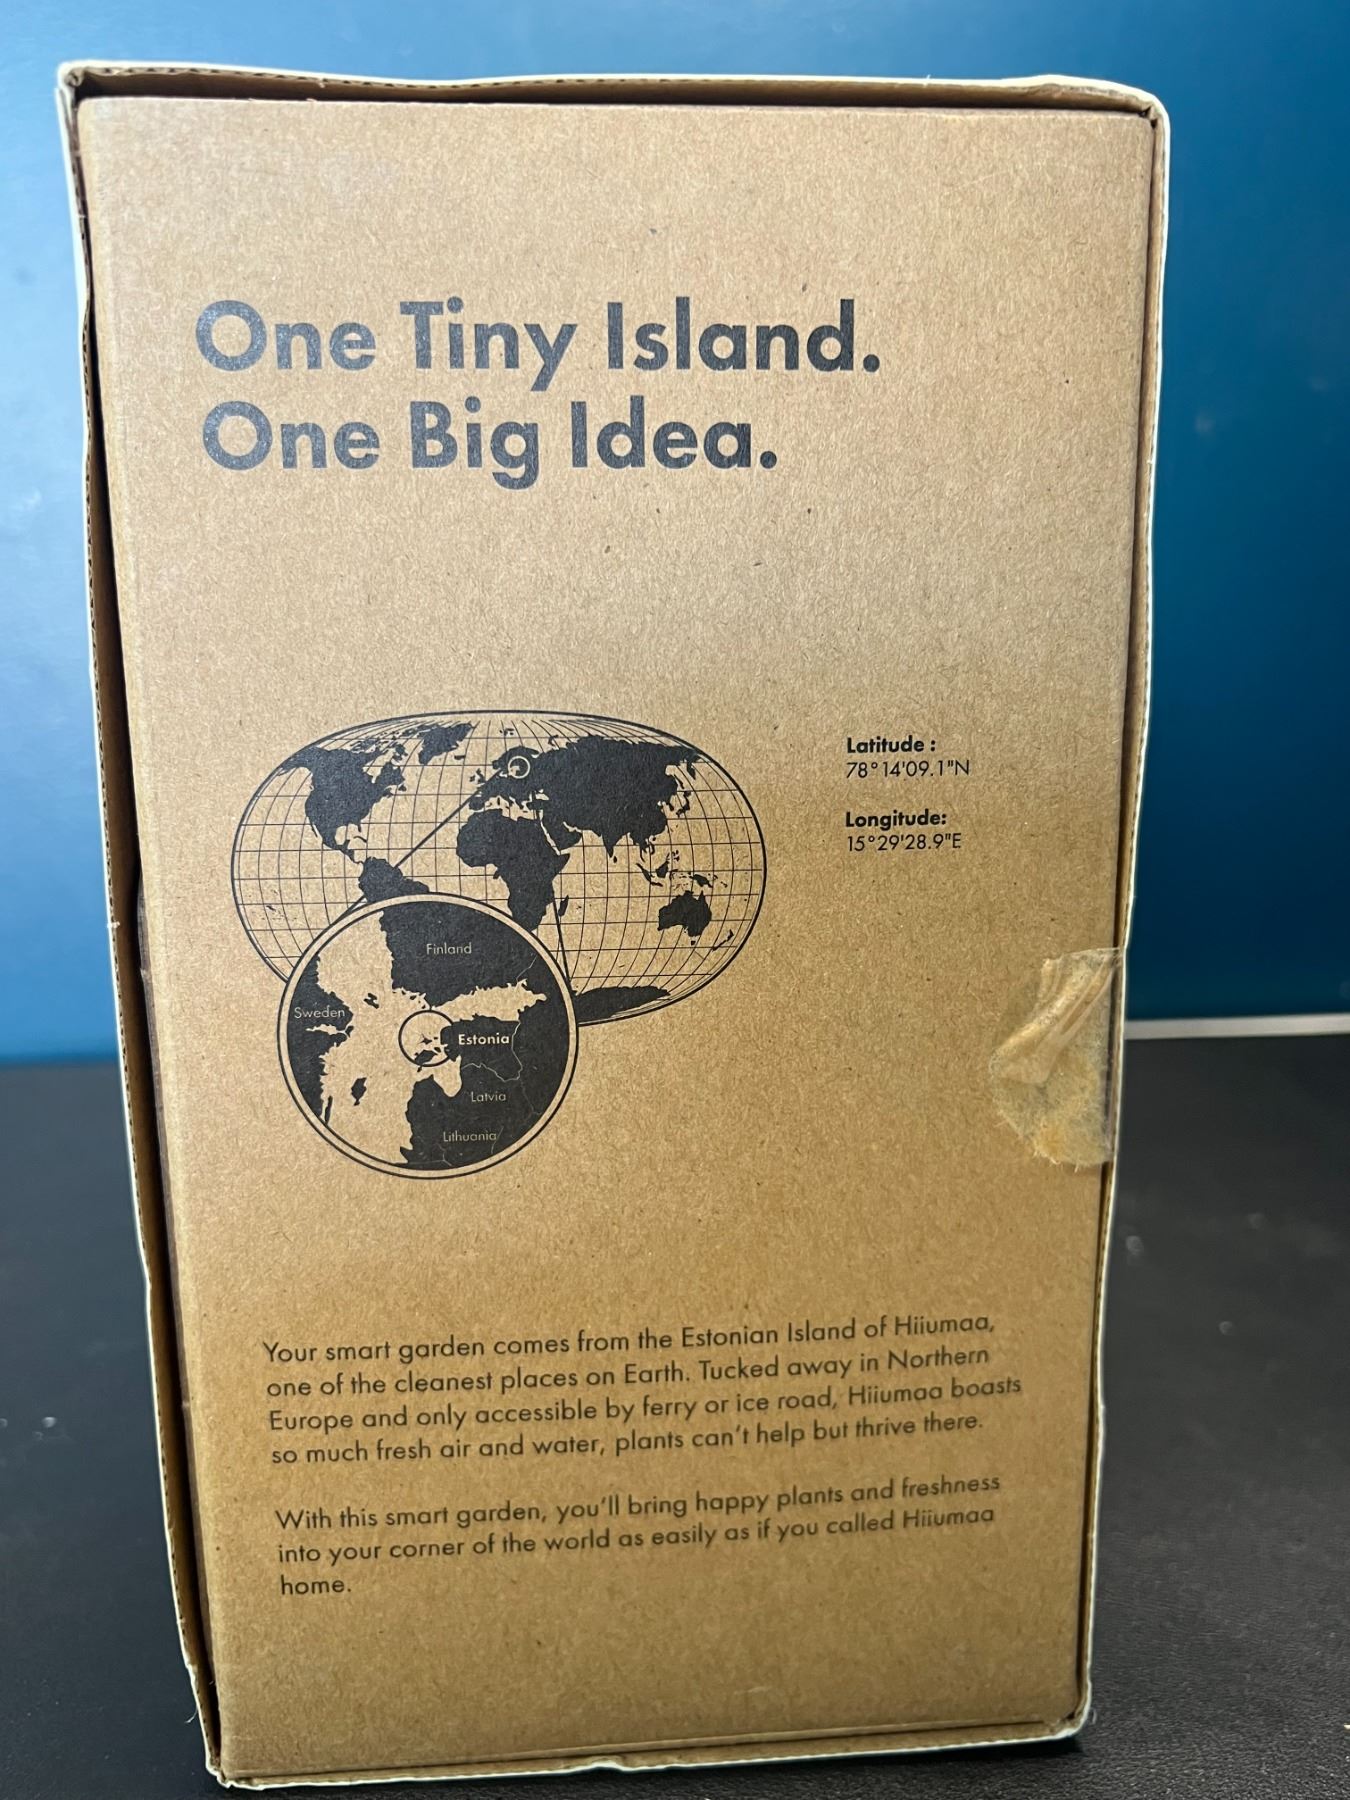 One Tiny Island.
One Big Idea.
Latitude :
78°14'09.1"N
Longitude:
15°29'28.9"E
Finland
Sweden
Estonia
Latvia
Lithuania
Your smart garden comes from the Estonian Island of Hiiumaa,
one of the cleanest places on Earth. Tucked away in Northern
Europe and only accessible by ferry or ice road, Hiiumaa boasts
so much fresh air and water, plants can't help but thrive there.
With this smart garden, you'll bring happy plants and freshness
into your corner of the world as easily as if you called Hiiumaa
home.